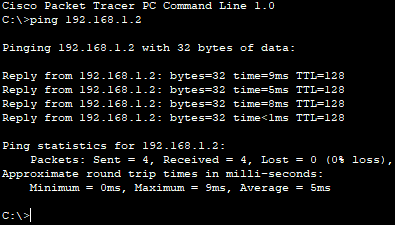 Cisco Packet Tracer PC Command Line 1.0
C:\>ping 192.168.1.2
Pinging 192.168.1.2 with 32 bytes of data:
Reply from 192.168.1.2: bytes=32 time=9ms TTL=128
Reply from 192.168.1.2: bytes=32 time=5ms TTL=128
Reply from 192.168.1.2: bytes=32 time=8ms TTL=128
Reply from 192.168.1.2: bytes=32 time<1ms TTL=128
Ping statistics for 192.168.1.2:
Packets: Sent = 4, Received = 4, Lost = 0 (0% loss),
Approximate round trip times in milli-seconds:
Minimum = 0ms, Maximum = 9ms, Average = 5ms
C:\>